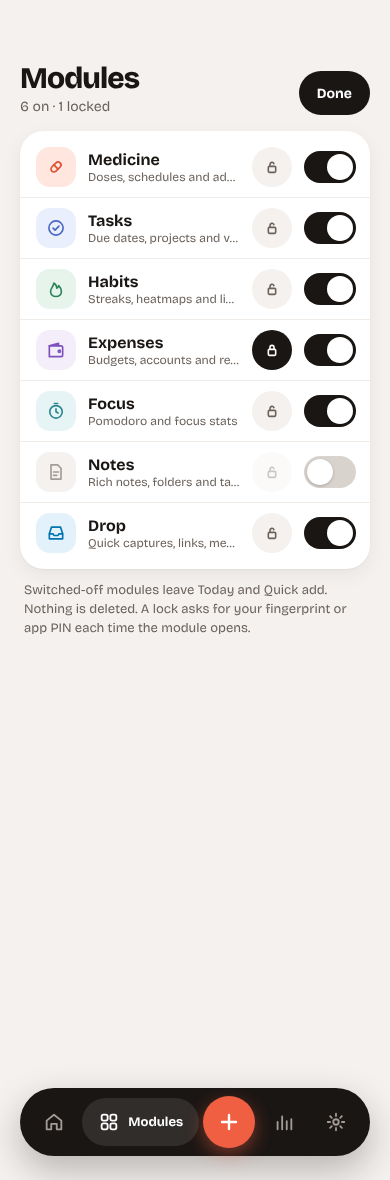 Modules
6 on · 1 locked
Done
Medicine
Doses, schedules and ad...
Tasks
Due dates, projects and v...
Habits
Streaks, heatmaps and li...
Expenses
Budgets, accounts and re...
Focus
Pomodoro and focus stats
Notes
Rich notes, folders and ta...
Drop
Quick captures, links, me...
Switched-off modules leave Today and Quick add.
Nothing is deleted. A lock asks for your fingerprint or
app PIN each time the module opens.
Modules